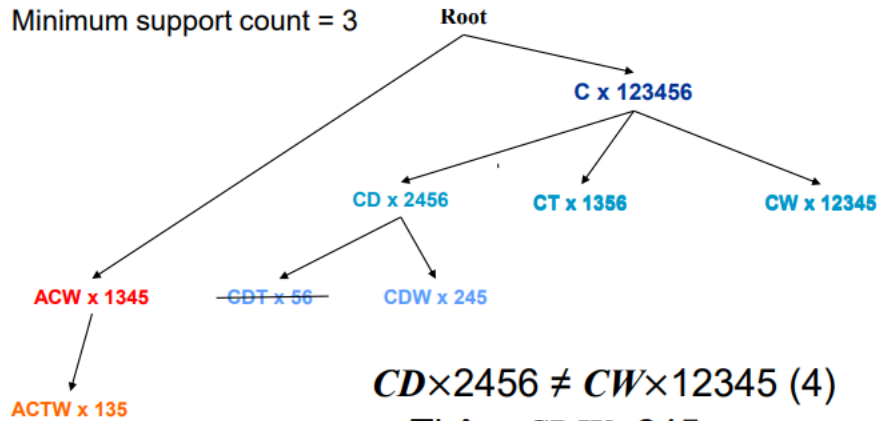 Minimum support count = 3
Root
C x 123456
CD x 2456
CT x 1356
CW x 12345
ACW x 1345
CDT x 56
CDW x 245
ACTW x 135
CD×2456 ≠ CW×12345 (4)